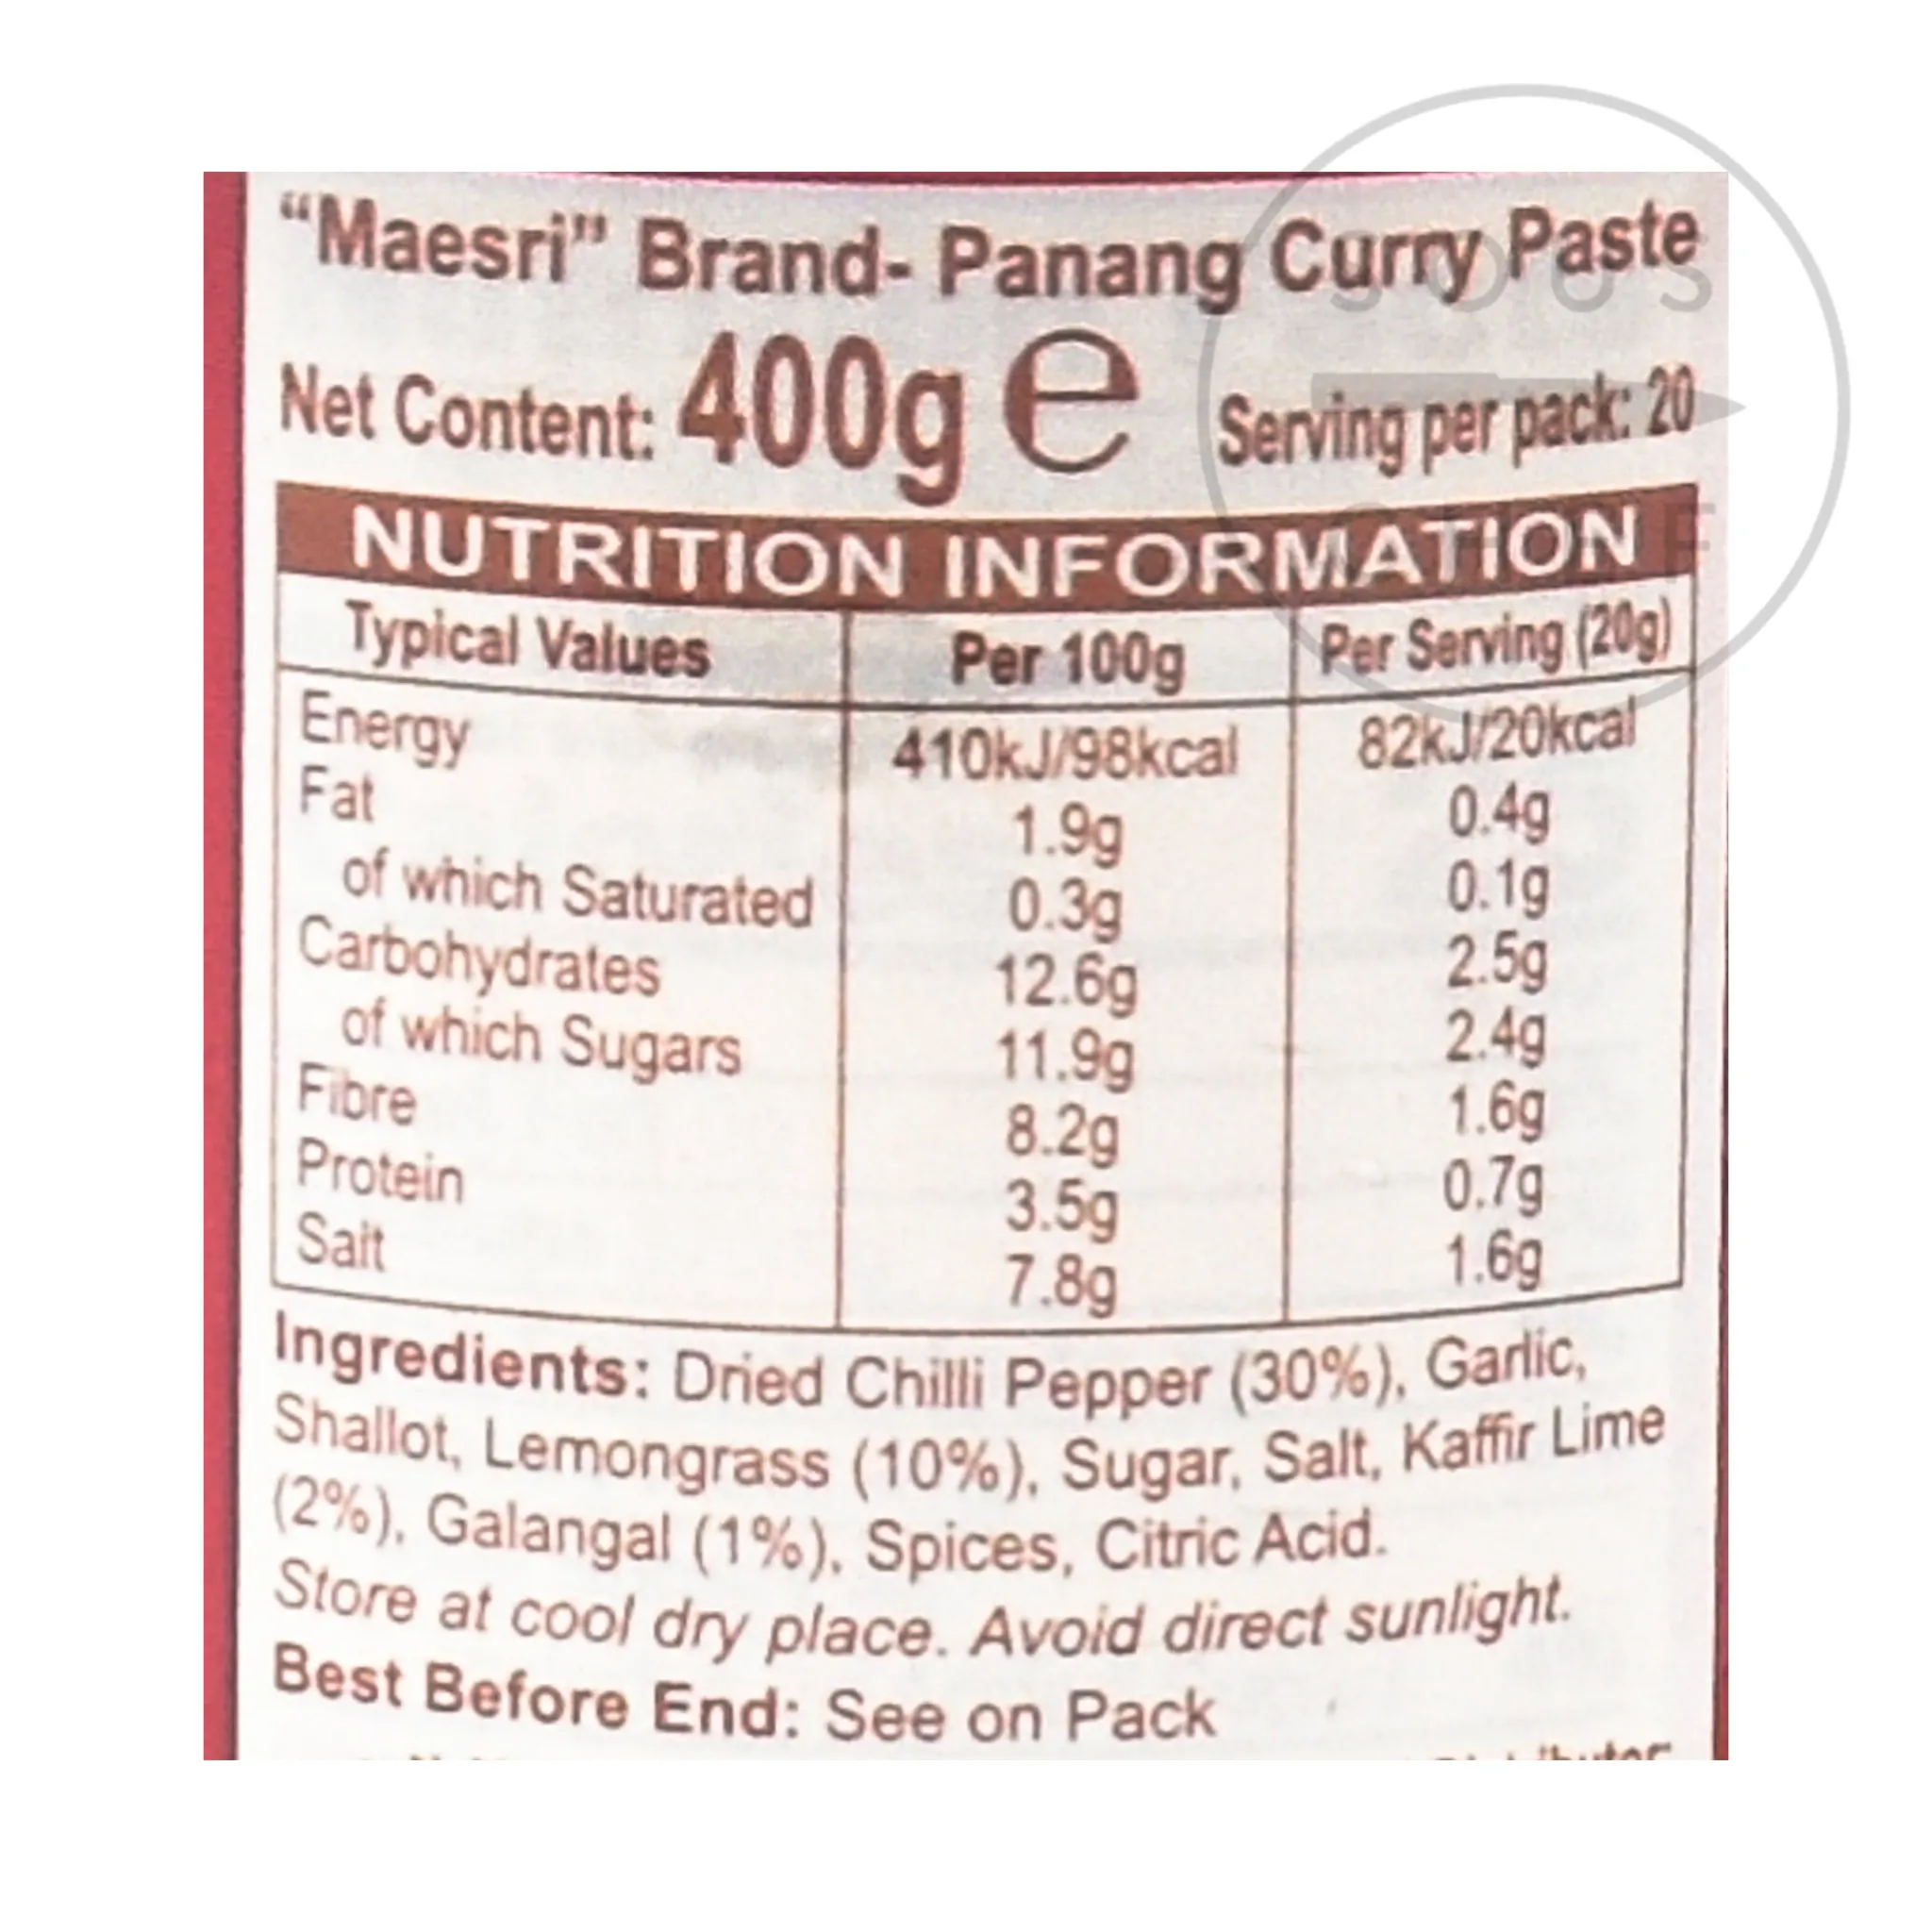 “Maesri” Brand- Panang Curry Paste
Net Content: 400g e Serving per pack: 20
NUTRITION INFORMATION
Typical Values Per 100g Per Serving (20g)
Energy 410kJ/98kcal 82kJ/20kcal
Fat 1.9g 0.4g
of which Saturated 0.3g 0.1g
Carbohydrates 12.6g 2.5g
of which Sugars 11.9g 2.4g
Fibre 8.2g 1.6g
Protein 3.5g 0.7g
Salt 7.8g 1.6g
Ingredients: Dried Chilli Pepper (30%), Garlic,
Shallot, Lemongrass (10%), Sugar, Salt, Kaffir Lime
(2%), Galangal (1%), Spices, Citric Acid.
Store at cool dry place. Avoid direct sunlight.
Best Before End: See on Pack